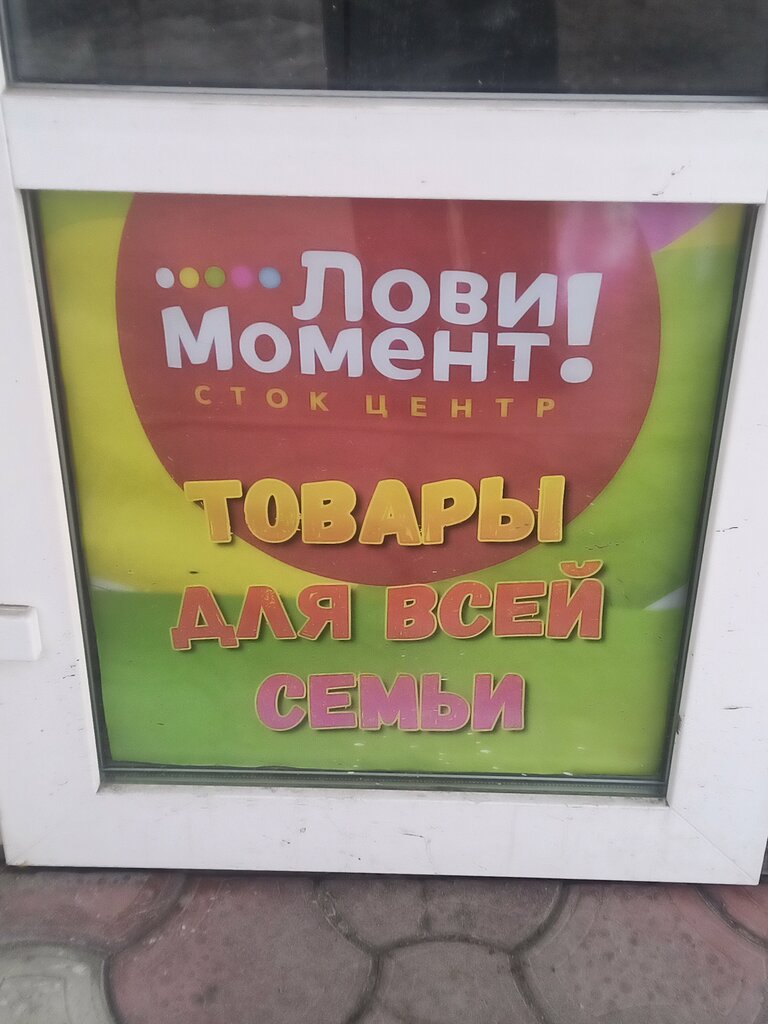 Лови
момент!
СТОК ЦЕНТР
ТОВАРЫ
ДЛЯ ВСЕЙ
СЕМЬИ